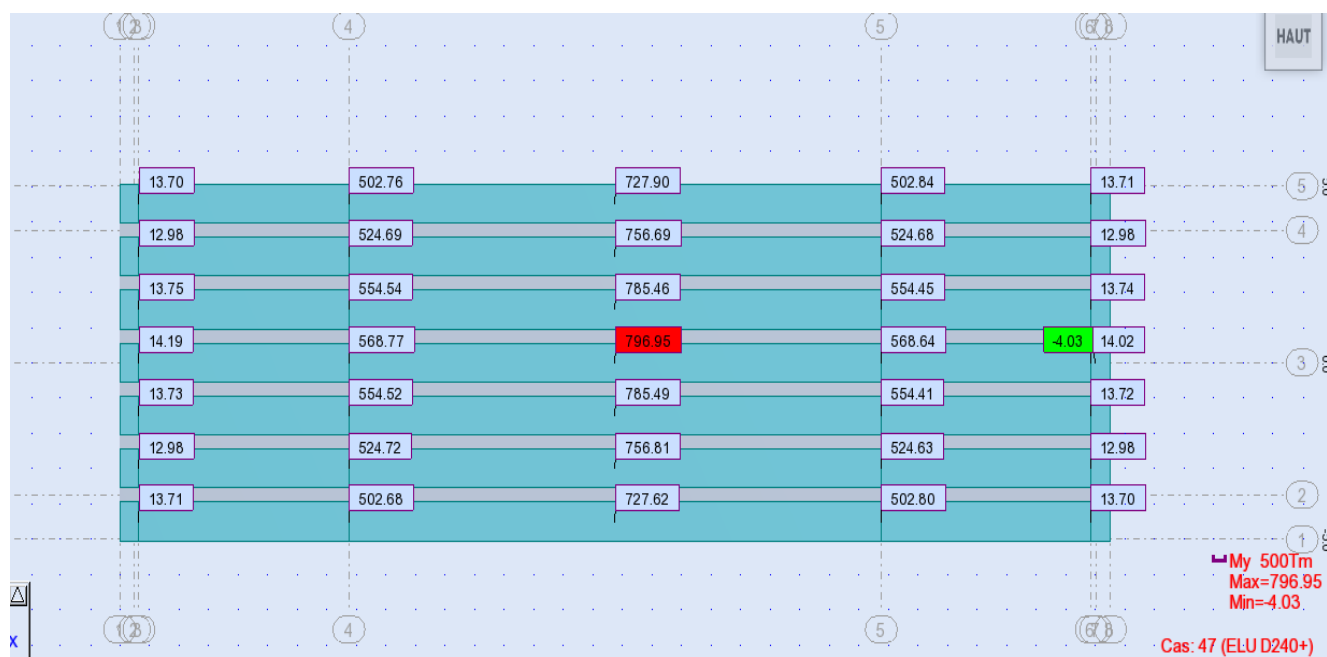 1 2 3 4 5 6 7 8
HAUT
13.70 502.76 727.90 502.84 13.71 5
12.98 524.69 756.69 524.68 12.98 4
13.75 554.54 785.46 554.45 13.74
14.19 568.77 796.95 568.64 -4.03 14.02
3
13.73 554.52 785.49 554.41 13.72
12.98 524.72 756.81 524.63 12.98
13.71 502.68 727.62 502.80 13.70 2
1
My 500Tm
Max=796.95
Min=-4.03
X 1 2 3 4 5 6 7 8
Cas: 47 (ELU D240+)